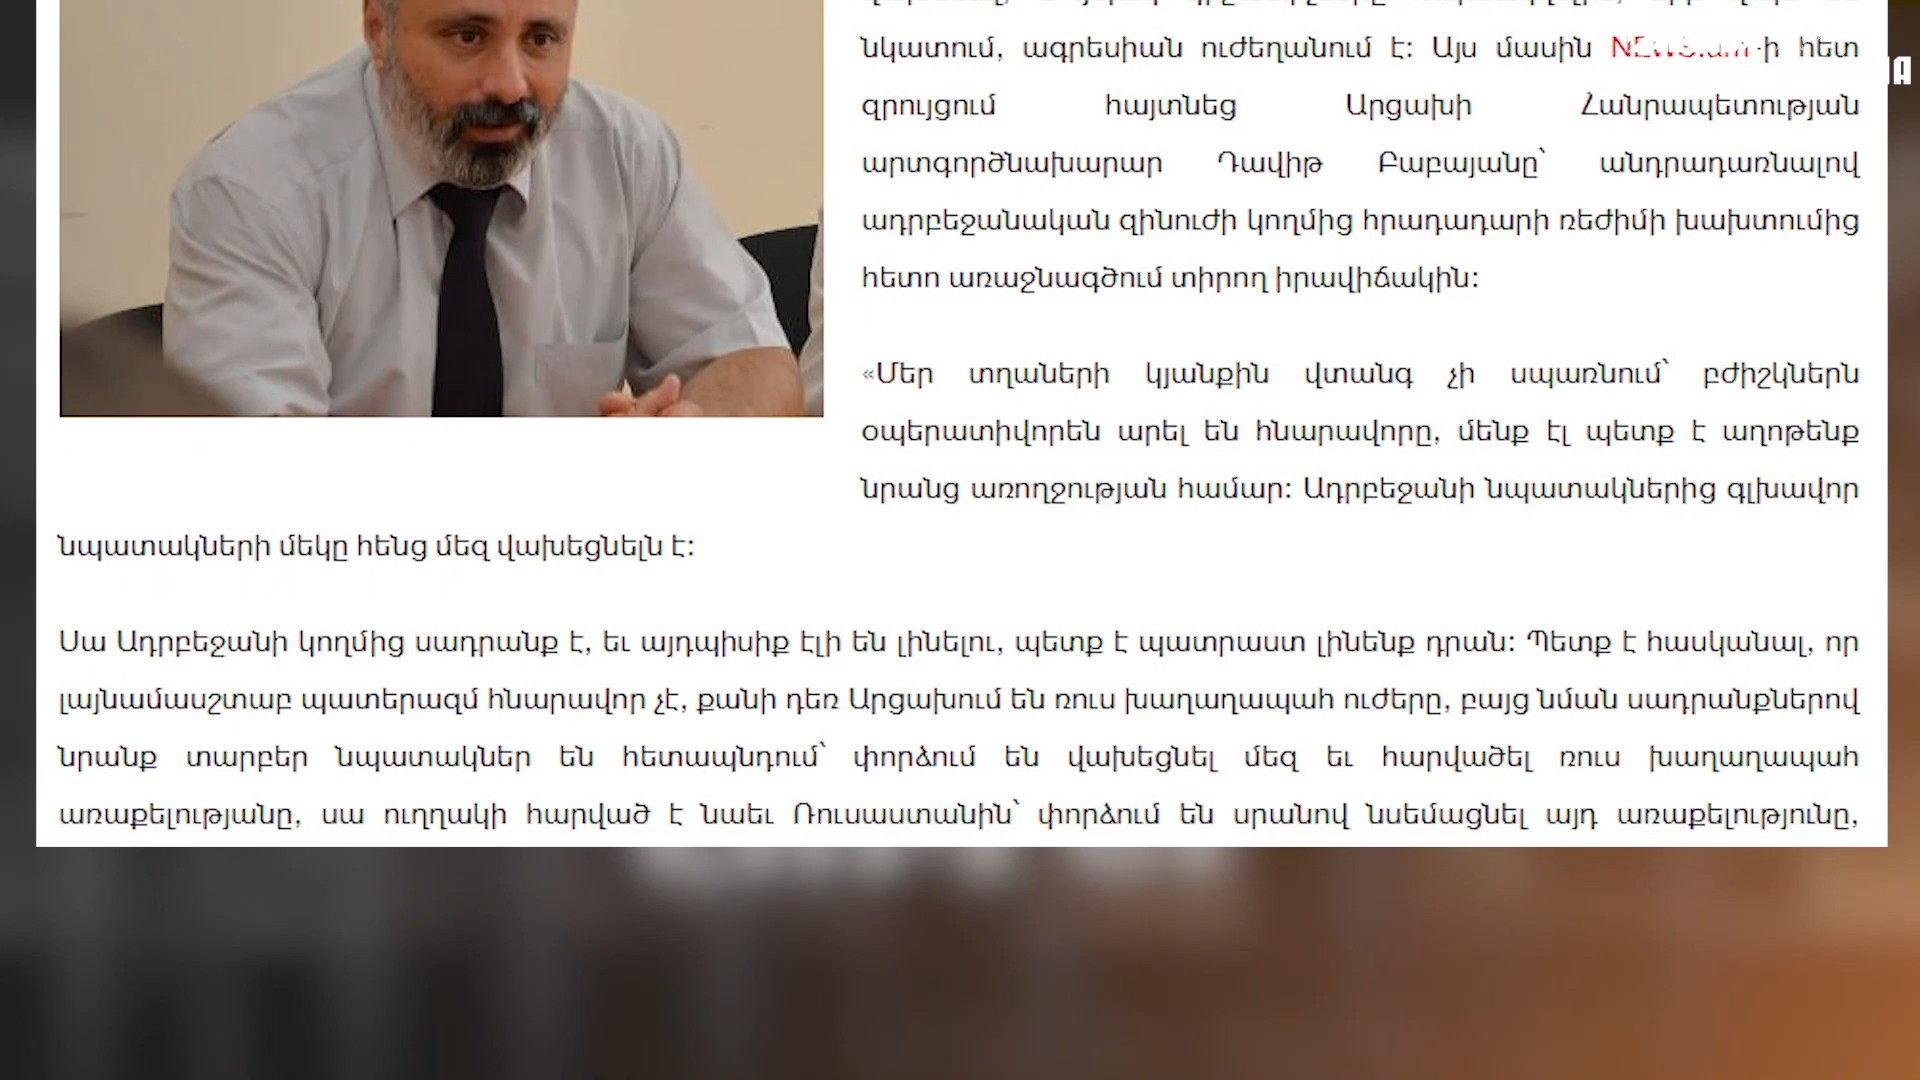 նկատում, ագրեսիան ուժեղանում է: Այս մասին NEWS.am-ի հետ
զրույցում հայտնեց Արցախի Հանրապետության
արտգործնախարար Դավիթ Բաբայանը՝ անդրադառնալով
ադրբեջանական զինուժի կողմից հրադադարի ռեժիմի խախտումից
հետո առաջնագծում տիրող իրավիճակին:
«Մեր տղաների կյանքին վտանգ չի սպառնում՝ բժիշկներն
օպերատիվորեն արել են հնարավորը, մենք էլ պետք է աղոթենք
նրանց առողջության համար: Ադրբեջանի նպատակներից գլխավոր
նպատակների մեկը հենց մեզ վախեցնելն է:
Սա Ադրբեջանի կողմից սադրանք է, եւ այդպիսիք էլի են լինելու, պետք է պատրաստ լինենք դրան: Պետք է հասկանալ, որ
լայնամասշտաբ պատերազմ հնարավոր չէ, քանի դեռ Արցախում են ռուս խաղաղապահ ուժերը, բայց նման սադրանքներով
նրանք տարբեր նպատակներ են հետապնդում՝ փորձում են վախեցնել մեզ եւ հարվածել ռուս խաղաղապահ
առաքելությանը, սա ուղղակի հարված է նաեւ Ռուսաստանին՝ փորձում են սրանով նսեմացնել այդ առաքելությունը,